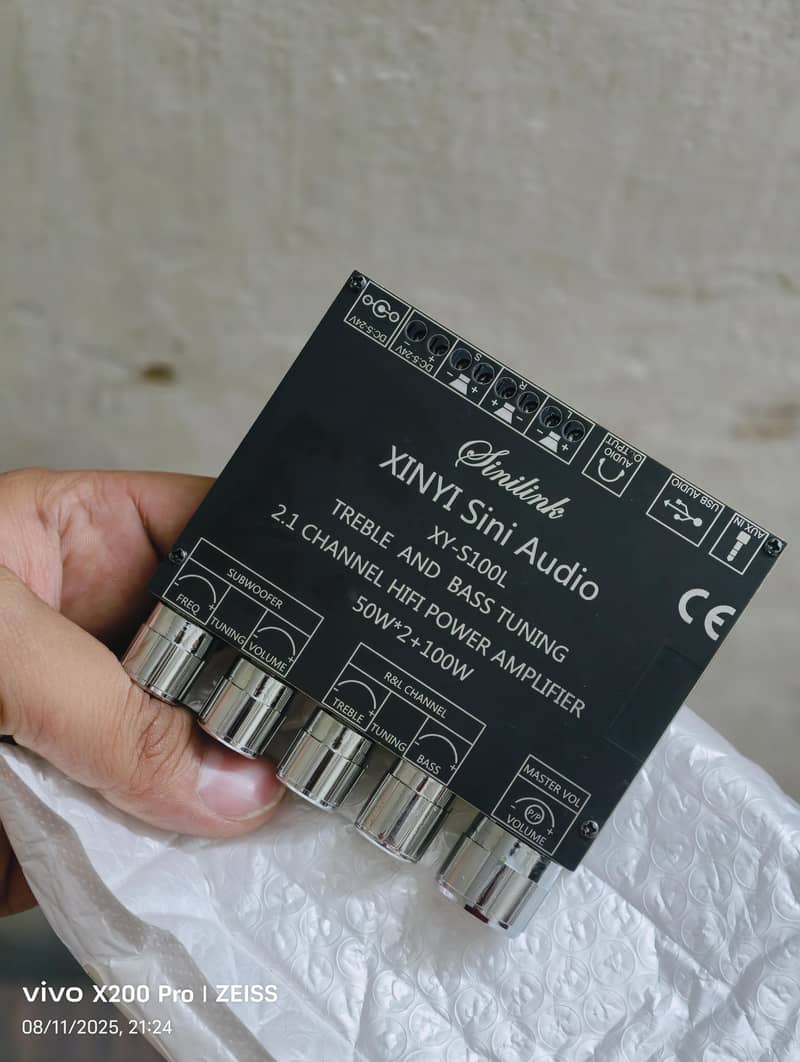 DC:5-24V
DC:5-24V
- +
S
- +
R
+ -
L
- +
AUDIO
USB AUDIO
AUX IN
Sinilink
XINYI Sini Audio
XY-S100L
TREBLE AND BASS TUNING
2.1 CHANNEL HIFI POWER AMPLIFIER
50W*2+100W
CE
SUBWOOFER
- +
FREQ
TUNING
- +
VOLUME
R&L CHANNEL
- +
TREBLE
TUNING
- +
BASS
MASTER VOL
- P/P +
VOLUME
vivo X200 Pro | ZEISS
08/11/2025, 21:24